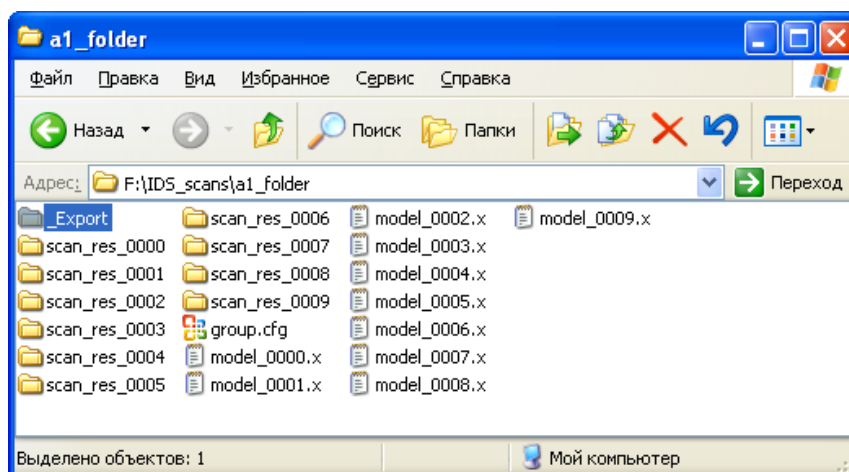 a1_folder
Файл Правка Вид Избранное Сервис Справка
Назад Поиск Папки
Адрес: F:\IDS_scans\a1_folder Переход
_Export scan_res_0006 model_0002.x model_0009.x
scan_res_0000 scan_res_0007 model_0003.x
scan_res_0001 scan_res_0008 model_0004.x
scan_res_0002 scan_res_0009 model_0005.x
scan_res_0003 group.cfg model_0006.x
scan_res_0004 model_0000.x model_0007.x
scan_res_0005 model_0001.x model_0008.x
Выделено объектов: 1 Мой компьютер